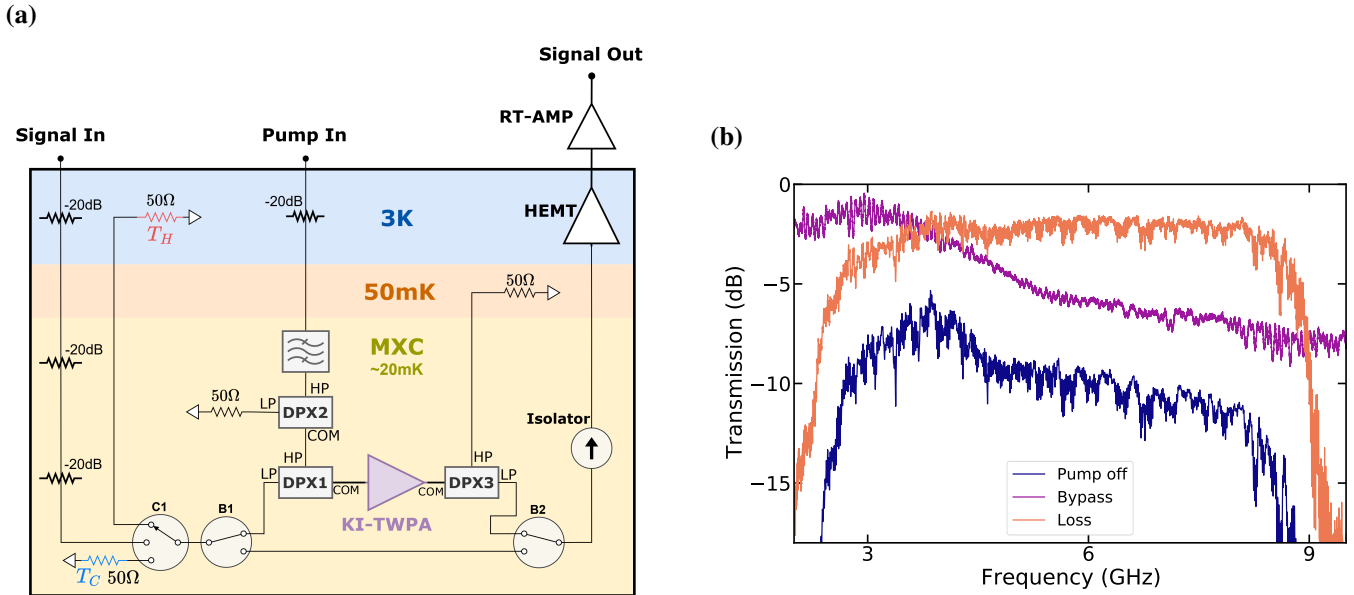 (a)
Signal Out
RT-AMP
Signal In
Pump In
-20dB
50Ω
T_H
-20dB
3K
HEMT
50mK
50Ω
-20dB
MXC
~20mK
HP
50Ω
LP
DPX2
COM
Isolator
-20dB
HP
LP
DPX1
COM
KI-TWPA
COM
DPX3
HP
LP
C1
B1
B2
T_C 50Ω
(b)
Transmission (dB)
0
−5
−10
−15
Pump off
Bypass
Loss
3
6
9
Frequency (GHz)